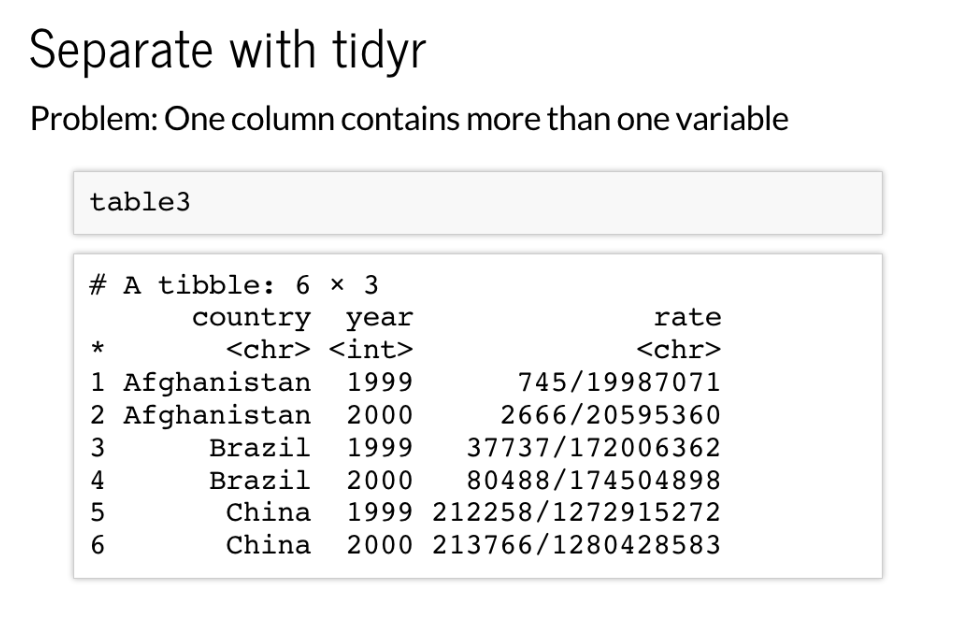 Separate with tidyr
Problem: One column contains more than one variable
table3
# A tibble: 6 × 3
country year rate
* <chr> <int> <chr>
1 Afghanistan 1999 745/19987071
2 Afghanistan 2000 2666/20595360
3 Brazil 1999 37737/172006362
4 Brazil 2000 80488/174504898
5 China 1999 212258/1272915272
6 China 2000 213766/1280428583